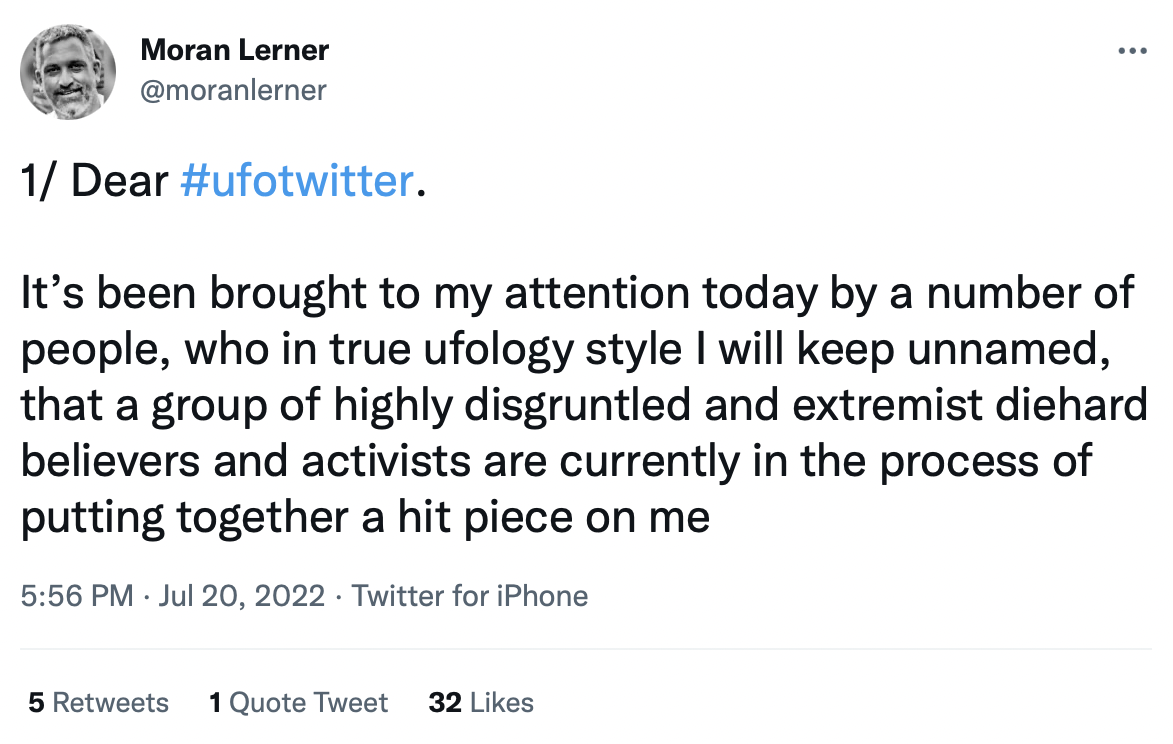 Moran Lerner
@moranlerner
1/ Dear #ufotwitter.
It’s been brought to my attention today by a number of
people, who in true ufology style I will keep unnamed,
that a group of highly disgruntled and extremist diehard
believers and activists are currently in the process of
putting together a hit piece on me
5:56 PM · Jul 20, 2022 · Twitter for iPhone
5 Retweets 1 Quote Tweet 32 Likes